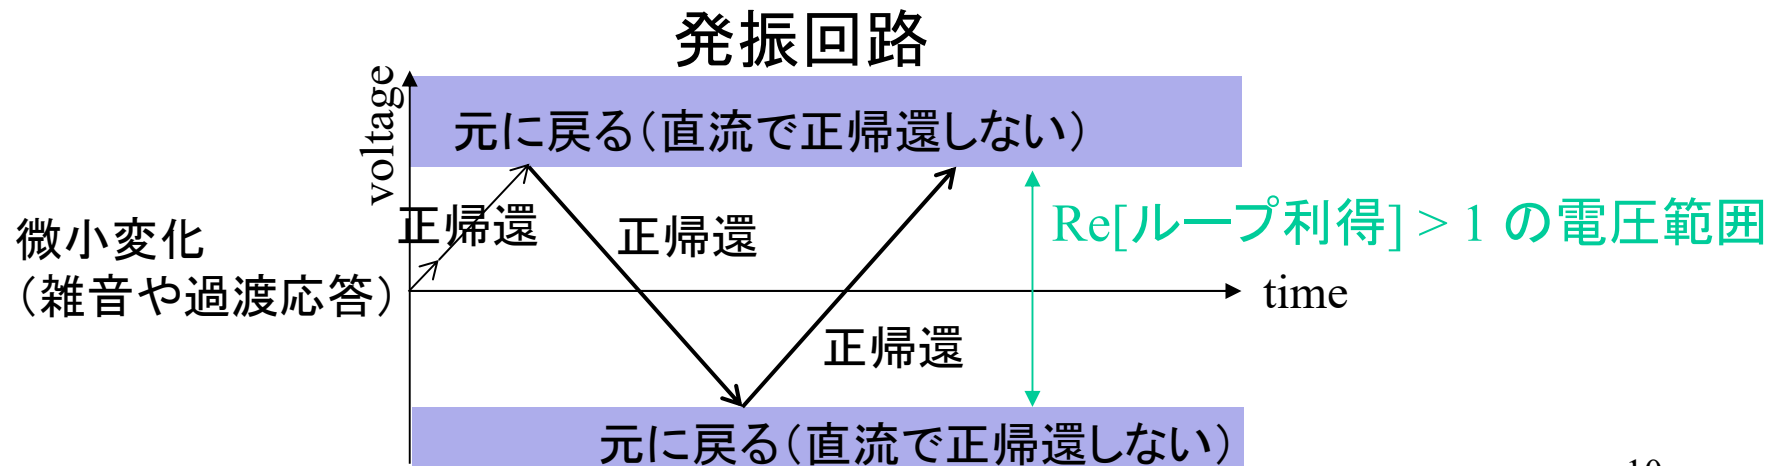 発振回路
voltage
元に戻る（直流で正帰還しない）
正帰還
正帰還
Re[ループ利得] > 1 の電圧範囲
微小変化
（雑音や過渡応答）
time
正帰還
元に戻る（直流で正帰還しない）